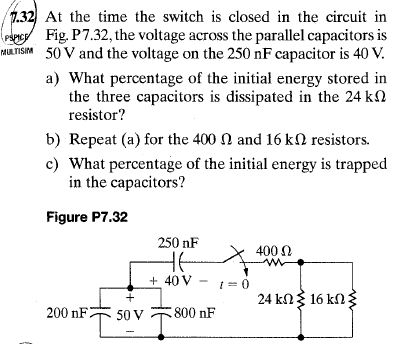 7.32 At the time the switch is closed in the circuit in
PSPICE Fig. P7.32, the voltage across the parallel capacitors is
MULTISIM 50 V and the voltage on the 250 nF capacitor is 40 V.
a) What percentage of the initial energy stored in
the three capacitors is dissipated in the 24 kΩ
resistor?
b) Repeat (a) for the 400 Ω and 16 kΩ resistors.
c) What percentage of the initial energy is trapped
in the capacitors?
Figure P7.32
250 nF
400 Ω
+ 40 V −
t = 0
+
24 kΩ
16 kΩ
200 nF
50 V
800 nF
−